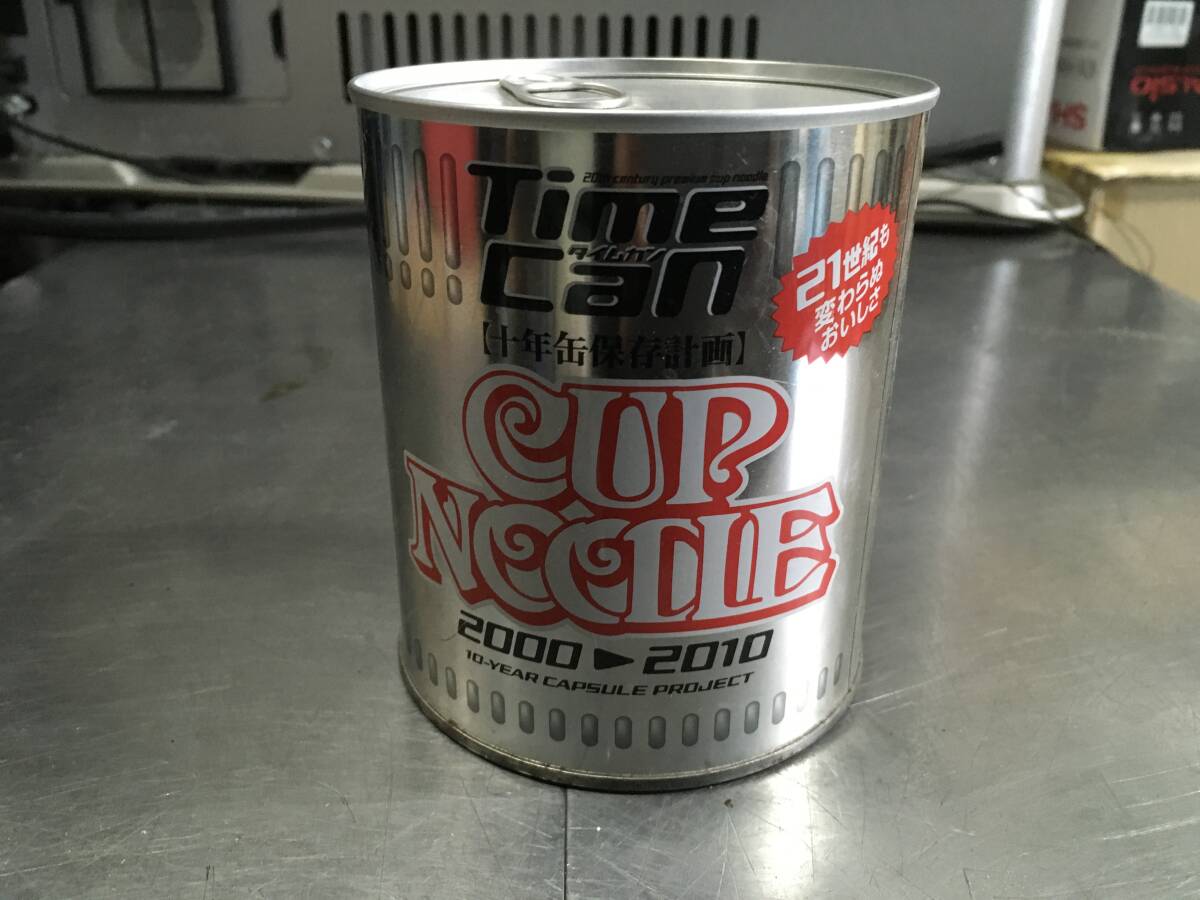 20th century premium cup noodle
Time
タイムカン
Can
【十年缶保存計画】
21世紀も
変わらぬ
おいしさ
CUP
NOODLE
2000▶2010
10-YEAR CAPSULE PROJECT
SH